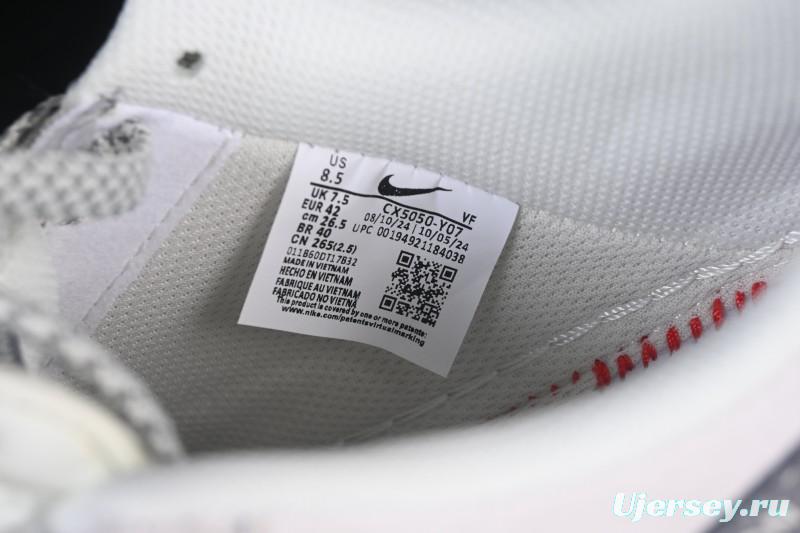 US
8.5
UK 7.5
EUR 42
cm 26.5
BR 40
CN 265(2.5)
CX5050-Y07 VF
08/10/24 | 10/05/24
UPC 00194921184038
011B60DT17B32
MADE IN VIETNAM
HECHO EN VIETNAM
FABRIQUE AU VIETNAM
FABRICADO NO VIETNÃ
This product is covered by one or more patents:
www.nike.com/patentsvirtualmarking
Ujersey.ru